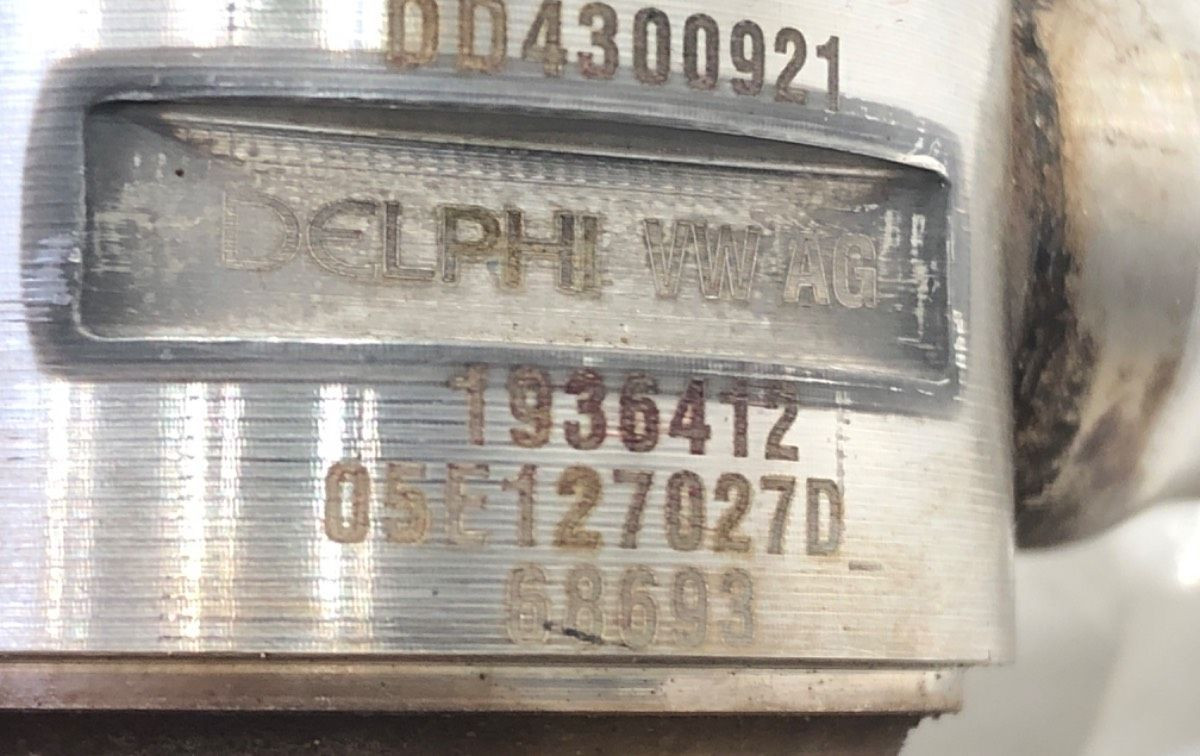 DD4300921
DELPHI VW AG
1936412
05E127027D
68693